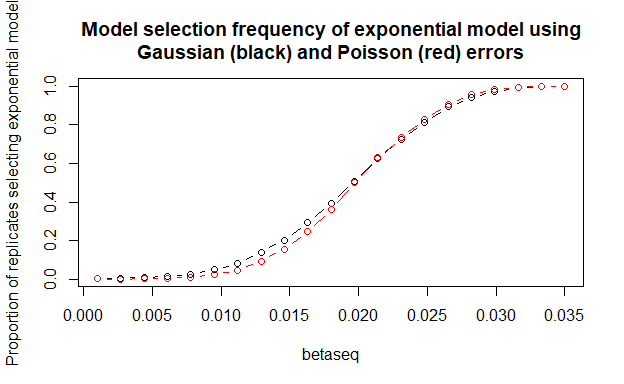 Model selection frequency of exponential model using
Gaussian (black) and Poisson (red) errors
Proportion of replicates selecting exponential model
1.0
0.8
0.6
0.4
0.2
0.0
0.000 0.005 0.010 0.015 0.020 0.025 0.030 0.035
betaseq